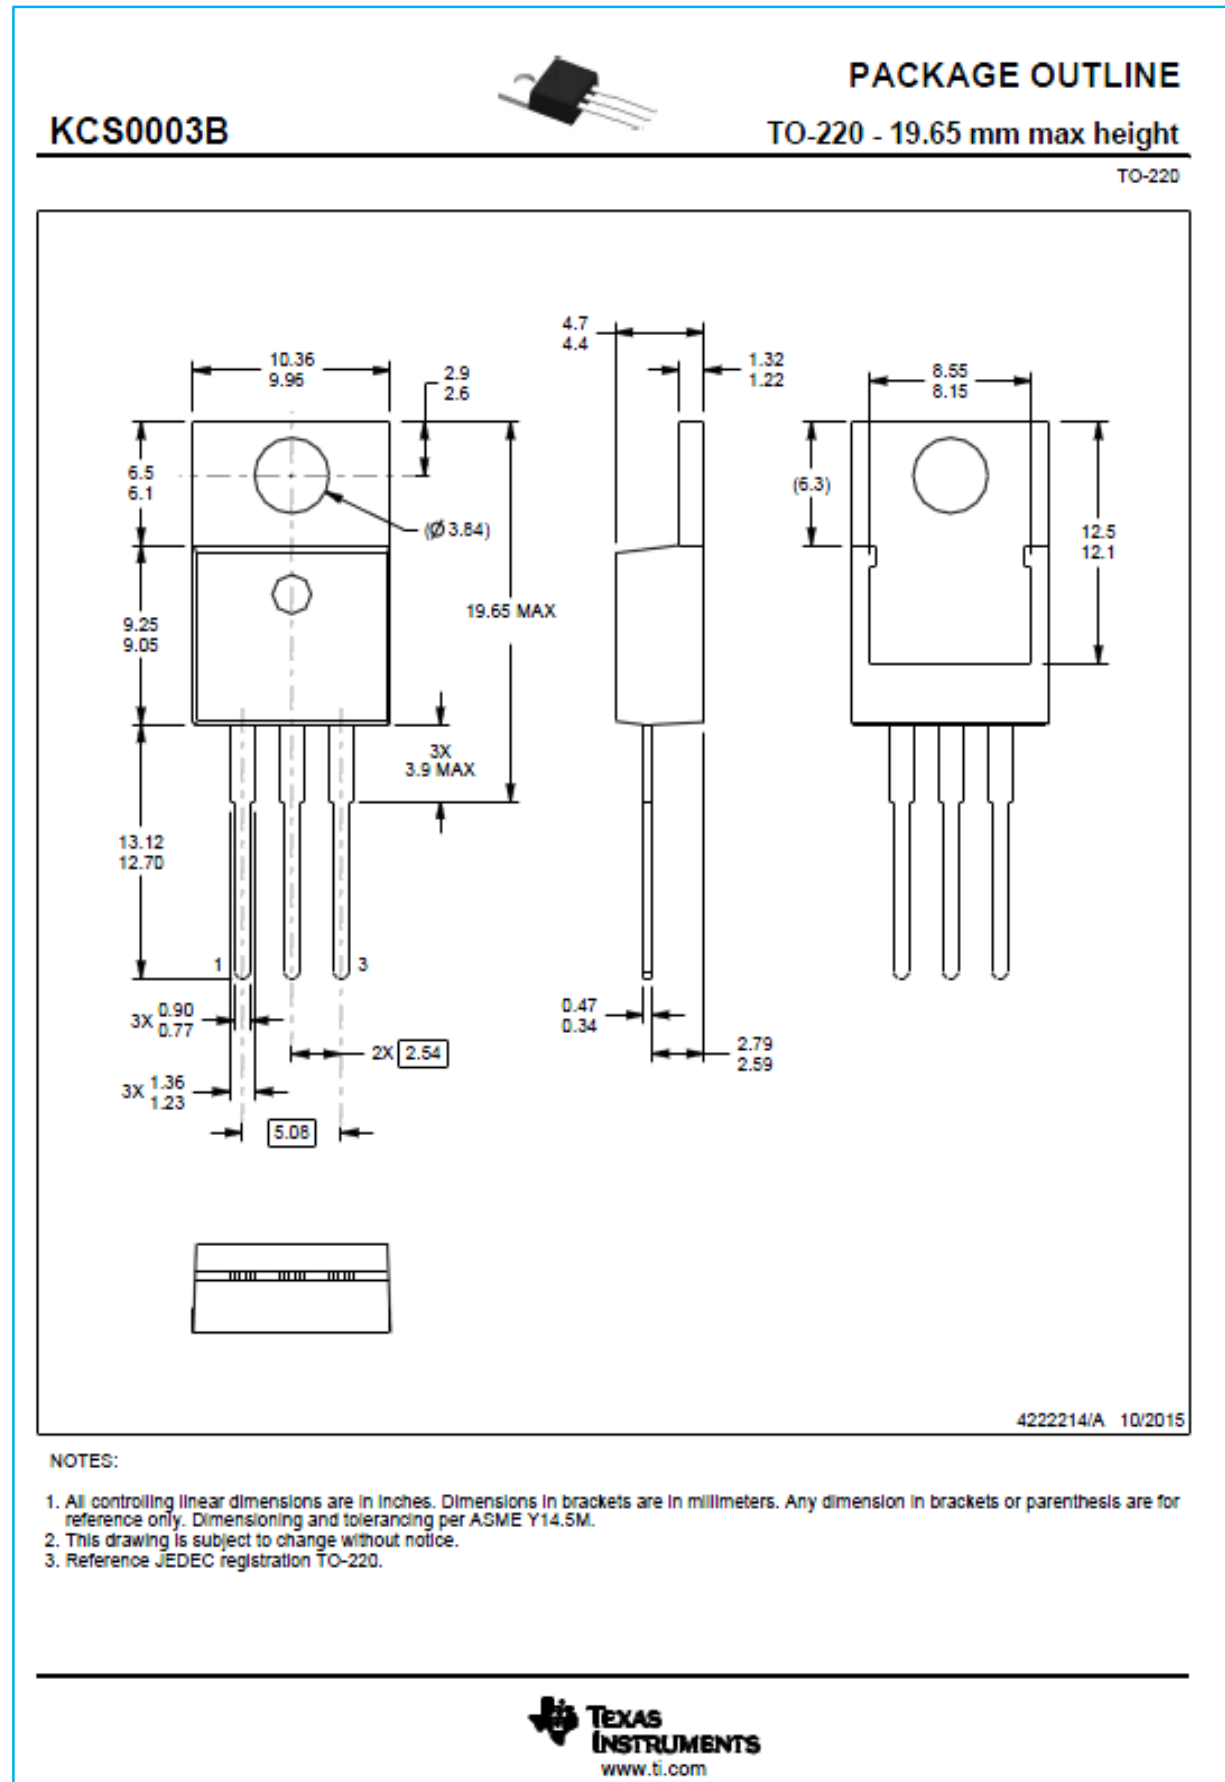 PACKAGE OUTLINE
KCS0003B
TO-220 - 19.65 mm max height
TO-220
4.7
4.4
10.36
9.96
2.9
2.6
1.32
1.22
8.55
8.15
6.5
6.1
(6.3)
(Ø 3.84)
12.5
12.1
9.25
9.05
19.65 MAX
3X
3.9 MAX
13.12
12.70
1
3
3X 0.90
0.77
2X 2.54
0.47
0.34
2.79
2.59
3X 1.36
1.23
5.08
4222214/A 10/2015
NOTES:
1. All controlling linear dimensions are in inches. Dimensions in brackets are in millimeters. Any dimension in brackets or parenthesis are for
reference only. Dimensioning and tolerancing per ASME Y14.5M.
2. This drawing is subject to change without notice.
3. Reference JEDEC registration TO-220.
TEXAS
INSTRUMENTS
www.ti.com